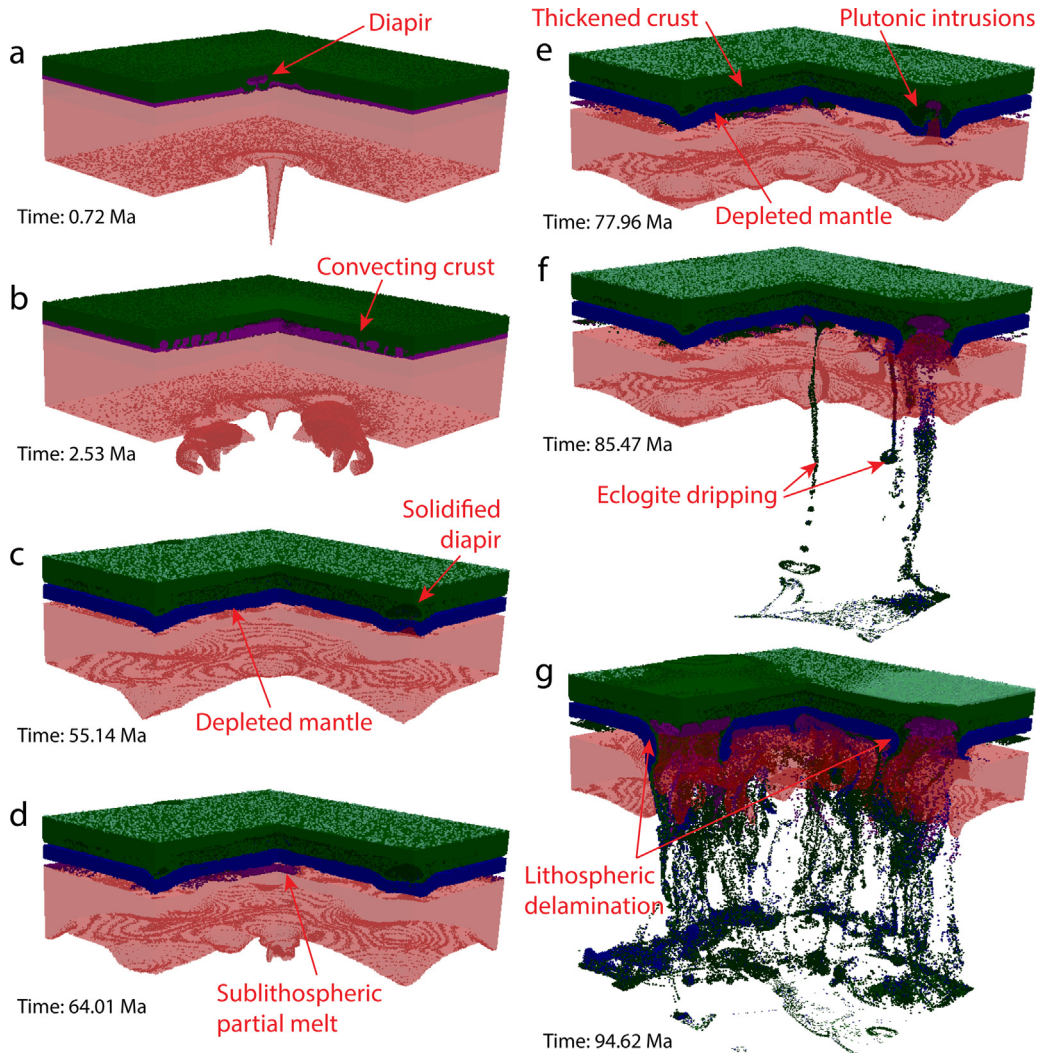 a
Diapir
Time: 0.72 Ma
b
Convecting crust
Time: 2.53 Ma
c
Solidified
diapir
Depleted mantle
Time: 55.14 Ma
d
Sublithospheric
partial melt
Time: 64.01 Ma
e
Thickened crust
Plutonic intrusions
Depleted mantle
Time: 77.96 Ma
f
Time: 85.47 Ma
Eclogite dripping
g
Lithospheric
delamination
Time: 94.62 Ma